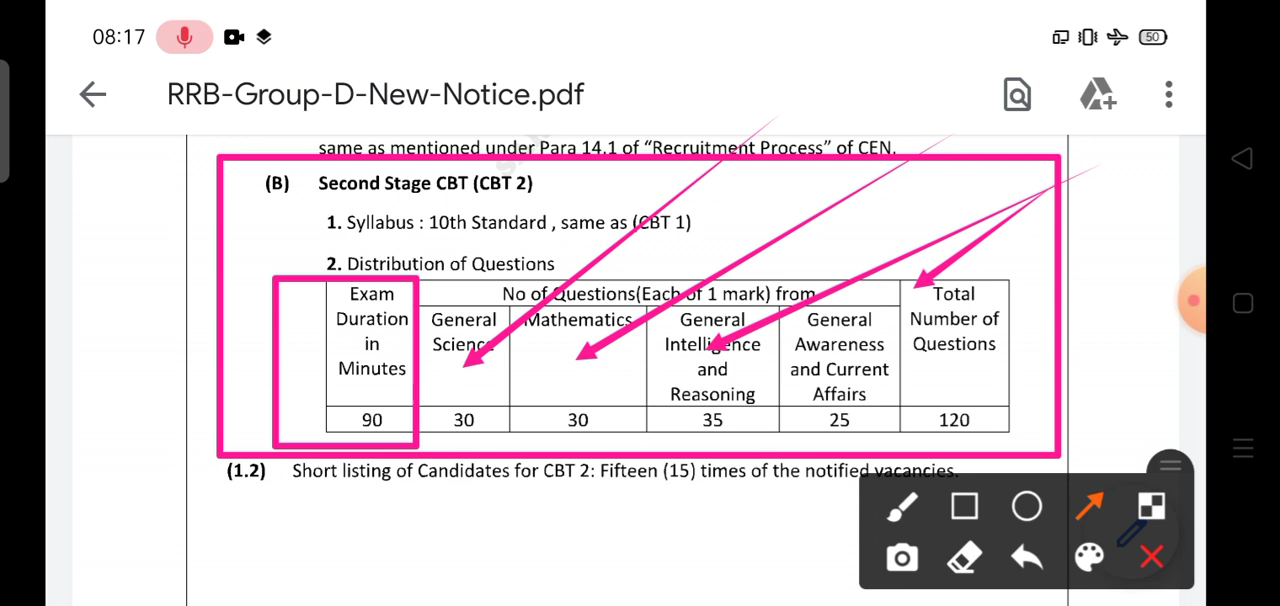 08:17
50
RRB-Group-D-New-Notice.pdf
same as mentioned under Para 14.1 of “Recruitment Process” of CEN.
(B) Second Stage CBT (CBT 2)
1. Syllabus : 10th Standard , same as (CBT 1)
2. Distribution of Questions
Exam Duration in Minutes
No of Questions(Each of 1 mark) from
Total Number of Questions
General Science
Mathematics
General Intelligence and Reasoning
General Awareness and Current Affairs
90 30 30 35 25 120
(1.2) Short listing of Candidates for CBT 2: Fifteen (15) times of the notified vacancies.